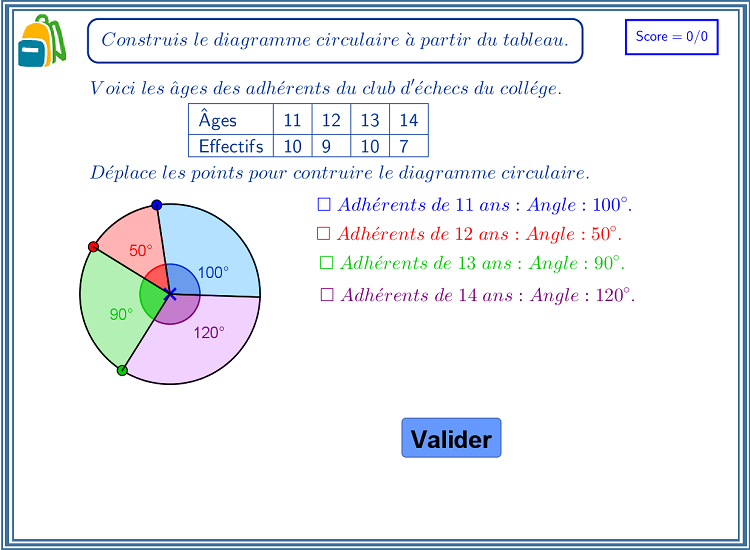 Construis le diagramme circulaire à partir du tableau.
Score = 0/0
Voici les âges des adhérents du club d'échecs du collége.
Âges 11 12 13 14
Effectifs 10 9 10 7
Déplace les points pour contruire le diagramme circulaire.
☐ Adhérents de 11 ans : Angle : 100°.
☐ Adhérents de 12 ans : Angle : 50°.
☐ Adhérents de 13 ans : Angle : 90°.
☐ Adhérents de 14 ans : Angle : 120°.
50°
100°
90°
120°
Valider